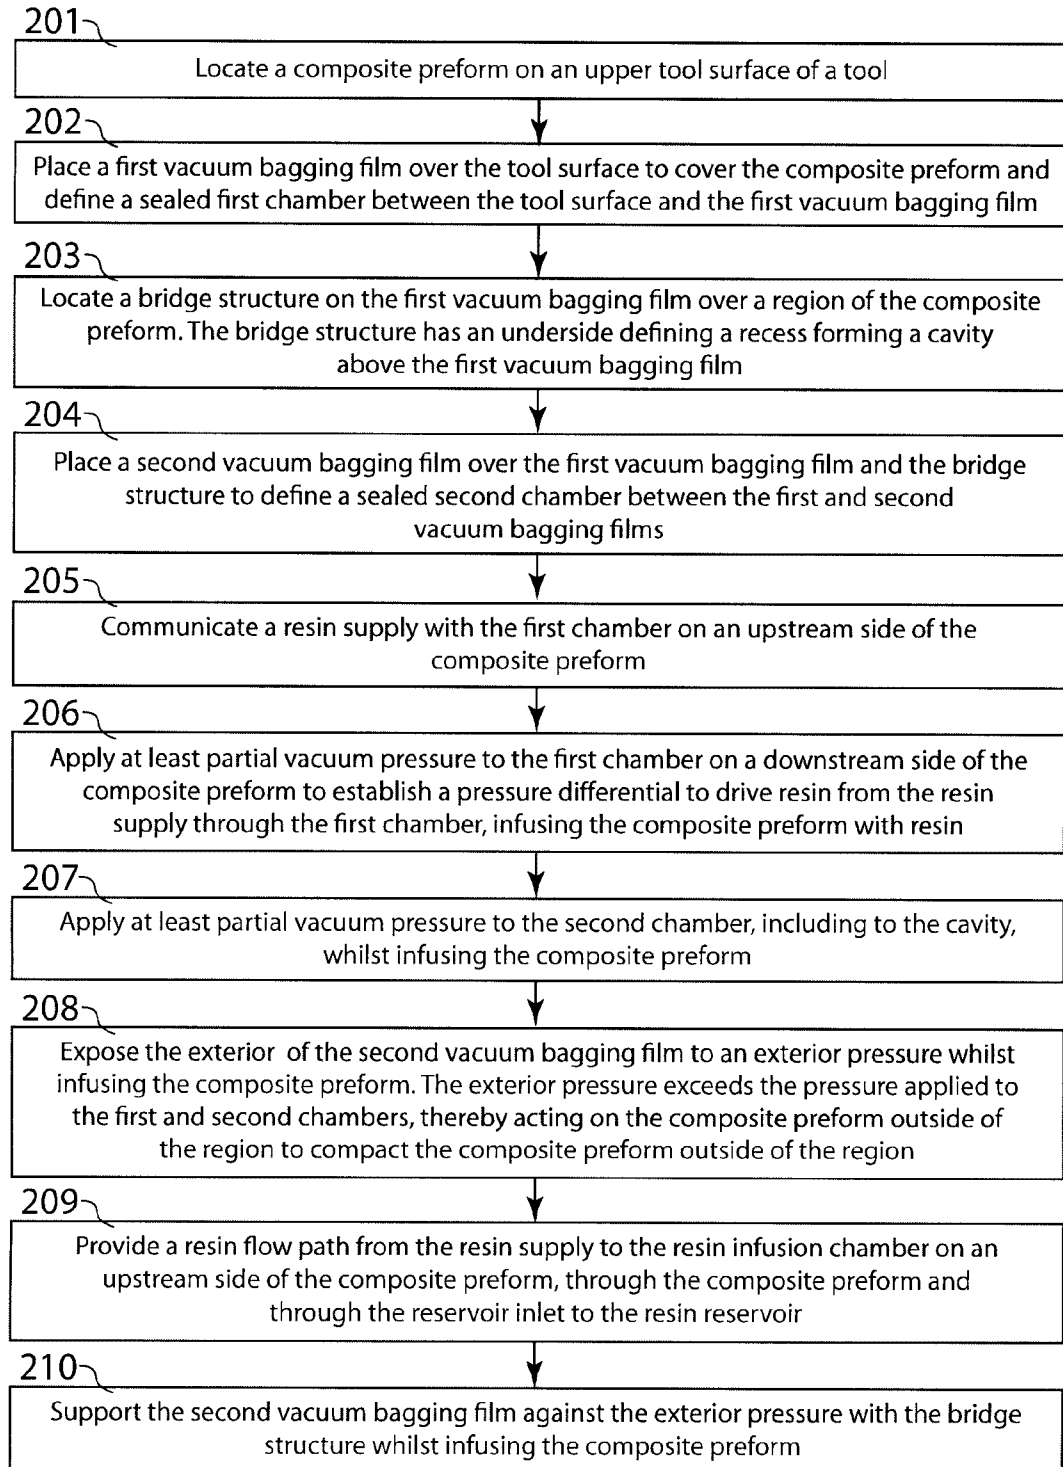 201
Locate a composite preform on an upper tool surface of a tool
202
Place a first vacuum bagging film over the tool surface to cover the composite preform and
define a sealed first chamber between the tool surface and the first vacuum bagging film
203
Locate a bridge structure on the first vacuum bagging film over a region of the composite
preform. The bridge structure has an underside defining a recess forming a cavity
above the first vacuum bagging film
204
Place a second vacuum bagging film over the first vacuum bagging film and the bridge
structure to define a sealed second chamber between the first and second
vacuum bagging films
205
Communicate a resin supply with the first chamber on an upstream side of the
composite preform
206
Apply at least partial vacuum pressure to the first chamber on a downstream side of the
composite preform to establish a pressure differential to drive resin from the resin
supply through the first chamber, infusing the composite preform with resin
207
Apply at least partial vacuum pressure to the second chamber, including to the cavity,
whilst infusing the composite preform
208
Expose the exterior of the second vacuum bagging film to an exterior pressure whilst
infusing the composite preform. The exterior pressure exceeds the pressure applied to
the first and second chambers, thereby acting on the composite preform outside of
the region to compact the composite preform outside of the region
209
Provide a resin flow path from the resin supply to the resin infusion chamber on an
upstream side of the composite preform, through the composite preform and
through the reservoir inlet to the resin reservoir
210
Support the second vacuum bagging film against the exterior pressure with the bridge
structure whilst infusing the composite preform